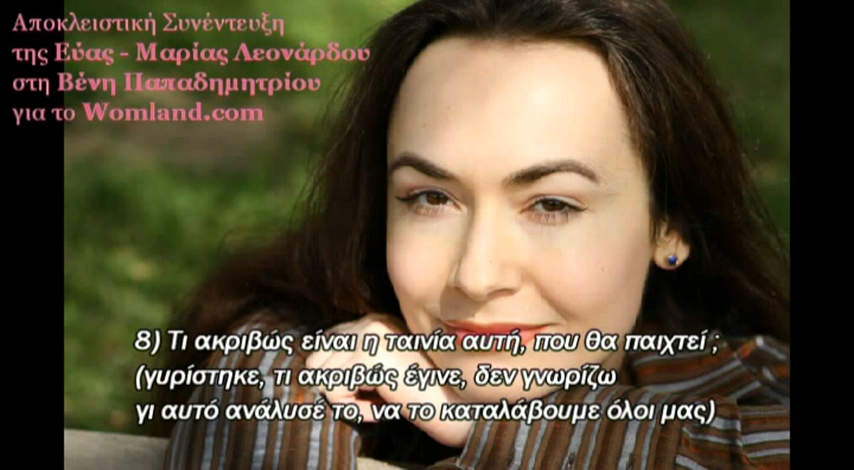 Αποκλειστική Συνέντευξη
της Εύας - Μαρίας Λεονάρδου
στη Βένη Παπαδημητρίου
για το Womland.com
8) Τι ακριβώς είναι η ταινία αυτή, που θα παιχτεί ;
(γυρίστηκε, τι ακριβώς έγινε, δεν γνωρίζω
γι αυτό ανάλυσέ το, να το καταλάβουμε όλοι μας)